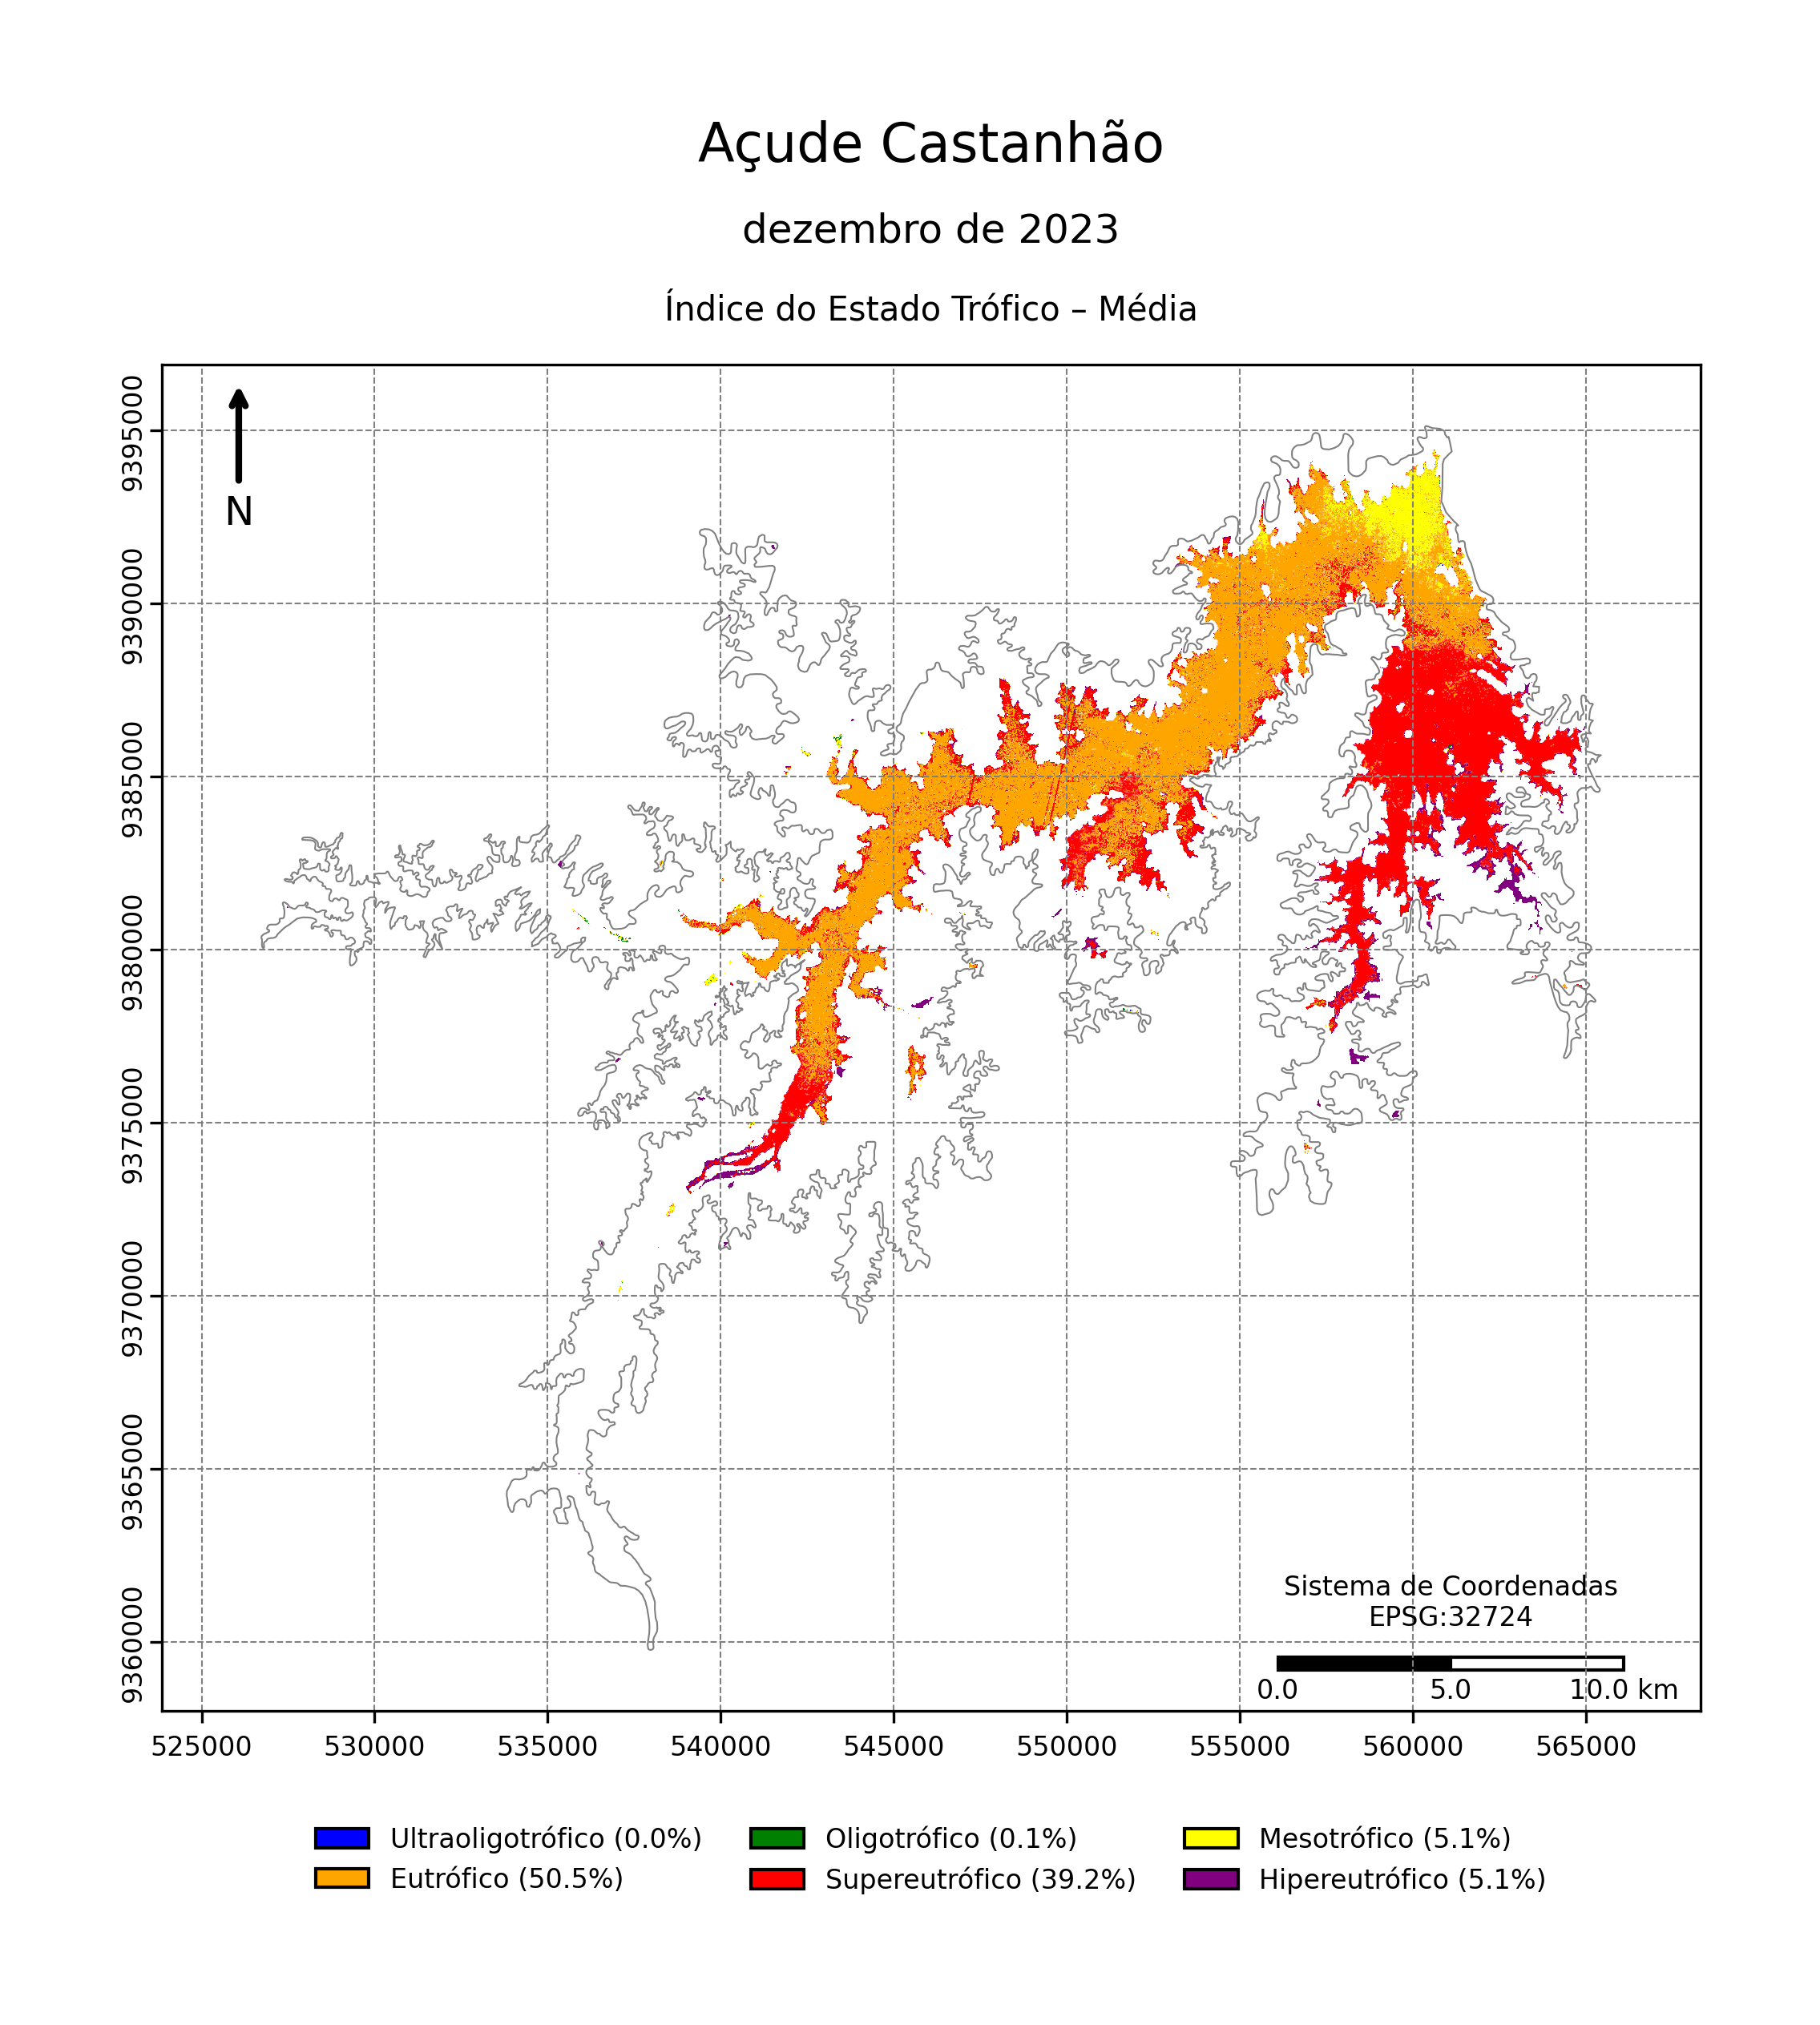 Açude Castanhão
dezembro de 2023
Índice do Estado Trófico – Média
N
9395000
9390000
9385000
9380000
9375000
9370000
9365000
9360000
Sistema de Coordenadas
EPSG:32724
0.0 5.0 10.0 km
525000 530000 535000 540000 545000 550000 555000 560000 565000
Ultraoligotrófico (0.0%) Oligotrófico (0.1%) Mesotrófico (5.1%)
Eutrófico (50.5%) Supereutrófico (39.2%) Hipereutrófico (5.1%)